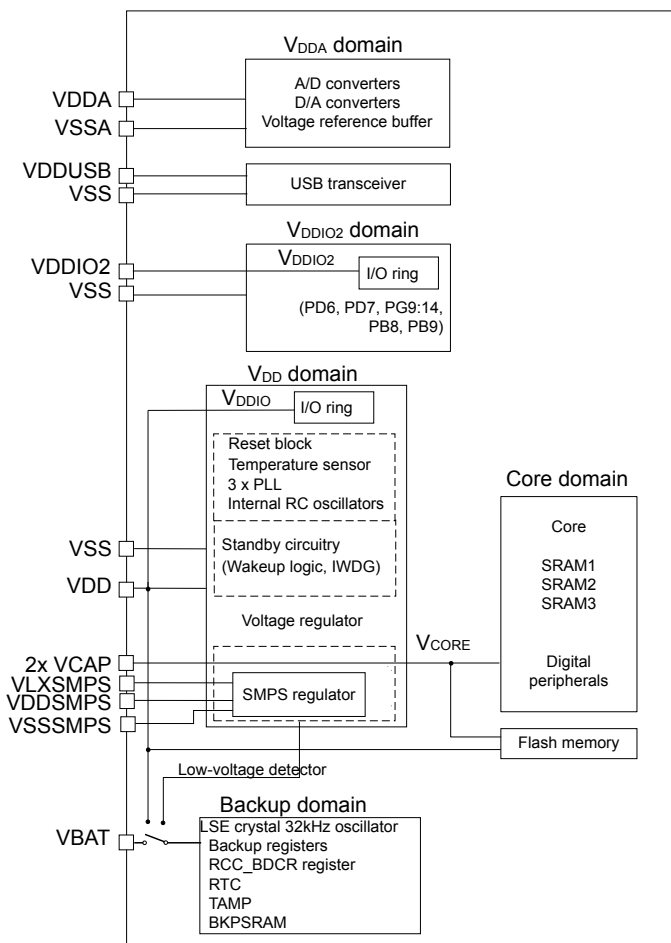 VDDA domain
A/D converters
D/A converters
Voltage reference buffer
VDDA
VSSA
VDDUSB
VSS
USB transceiver
VDDIO2 domain
VDDIO2
VDDIO2
I/O ring
VSS
(PD6, PD7, PG9:14,
PB8, PB9)
VDD domain
VDDIO
I/O ring
Reset block
Temperature sensor
3 x PLL
Internal RC oscillators
VSS
Standby circuitry
(Wakeup logic, IWDG)
VDD
Voltage regulator
2x VCAP
VLXSMPS
VDDSMPS
VSSSMPS
SMPS regulator
VCORE
Core domain
Core
SRAM1
SRAM2
SRAM3
Digital
peripherals
Flash memory
Low-voltage detector
VBAT
Backup domain
LSE crystal 32kHz oscillator
Backup registers
RCC_BDCR register
RTC
TAMP
BKPSRAM